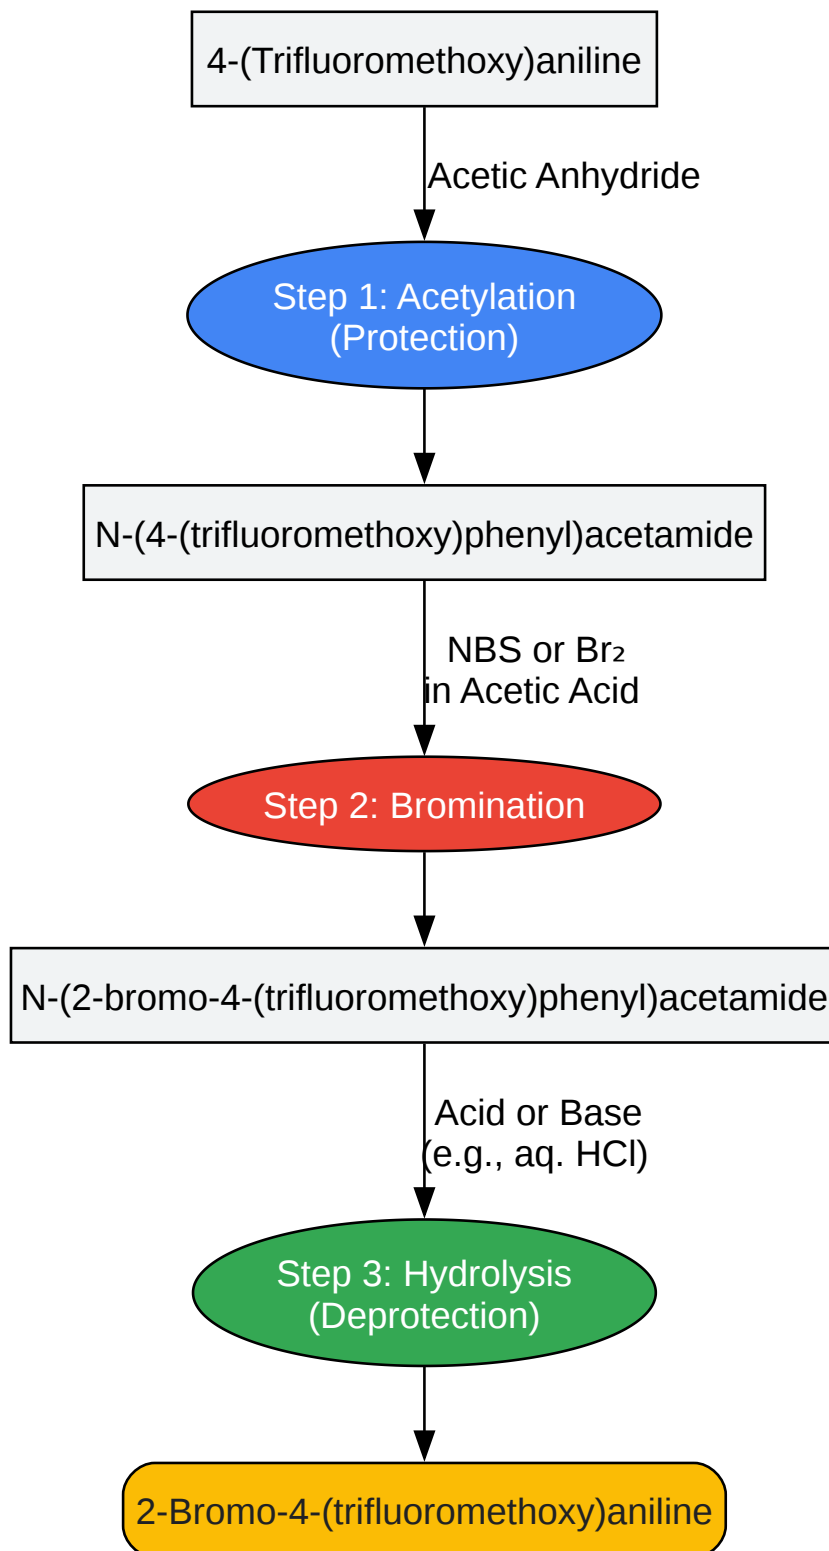 4-(Trifluoromethoxy)aniline
Acetic Anhydride
Step 1: Acetylation
(Protection)
N-(4-(trifluoromethoxy)phenyl)acetamide
NBS or Br₂
in Acetic Acid
Step 2: Bromination
N-(2-bromo-4-(trifluoromethoxy)phenyl)acetamide
Acid or Base
(e.g., aq. HCl)
Step 3: Hydrolysis
(Deprotection)
2-Bromo-4-(trifluoromethoxy)aniline